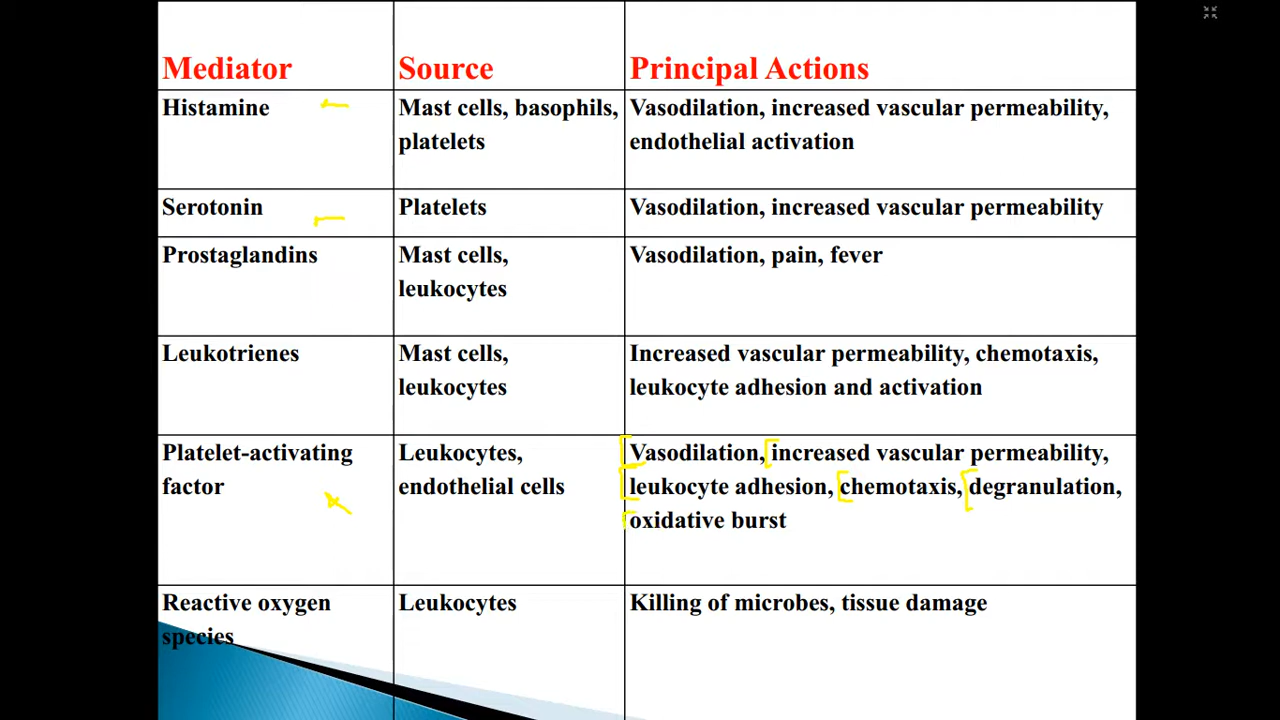 Mediator Source Principal Actions
Histamine Mast cells, basophils, Vasodilation, increased vascular permeability,
platelets endothelial activation
Serotonin Platelets Vasodilation, increased vascular permeability
Prostaglandins Mast cells, Vasodilation, pain, fever
leukocytes
Leukotrienes Mast cells, Increased vascular permeability, chemotaxis,
leukocytes leukocyte adhesion and activation
Platelet-activating Leukocytes, Vasodilation, increased vascular permeability,
factor endothelial cells leukocyte adhesion, chemotaxis, degranulation,
oxidative burst
Reactive oxygen Leukocytes Killing of microbes, tissue damage
species